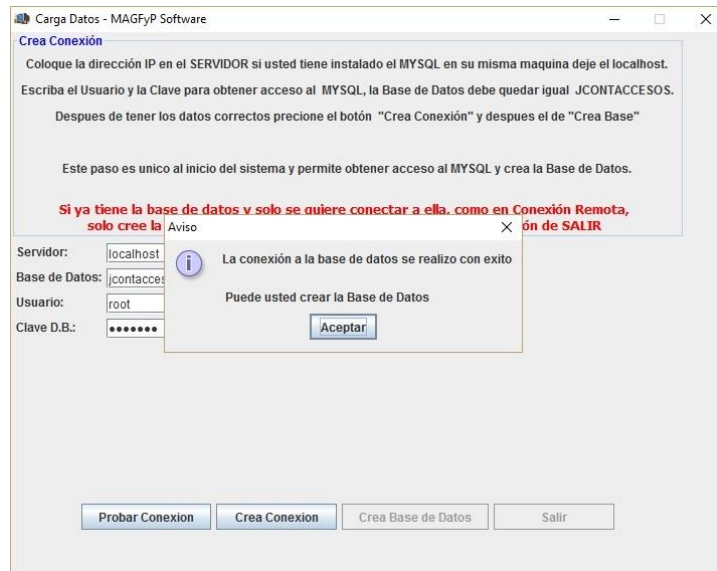 Carga Datos - MAGFyP Software
Crea Conexión
Coloque la dirección IP en el SERVIDOR si usted tiene instalado el MYSQL en su misma maquina deje el localhost.
Escriba el Usuario y la Clave para obtener acceso al MYSQL, la Base de Datos debe quedar igual JCONTACCESOS.
Despues de tener los datos correctos precione el botón "Crea Conexión" y despues el de "Crea Base"
Este paso es unico al inicio del sistema y permite obtener acceso al MYSQL y crea la Base de Datos.
Si ya tiene la base de datos y solo se quiere conectar a ella, como en Conexión Remota,
solo cree la ón de SALIR
Aviso
La conexión a la base de datos se realizo con exito
Puede usted crear la Base de Datos
Aceptar
Servidor: localhost
Base de Datos: jcontacces
Usuario: root
Clave D.B.: •••••••
Probar Conexion Crea Conexion Crea Base de Datos Salir